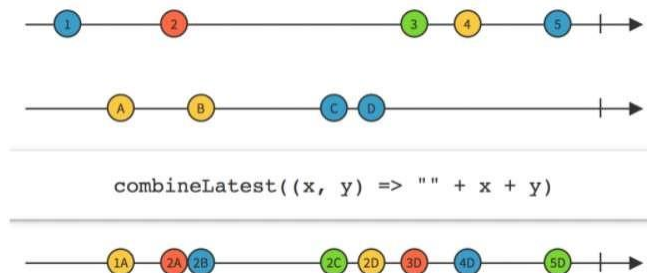 1 2 3 4 5
A B C D
combineLatest((x, y) => "" + x + y)
1A 2A 2B 2C 2D 3D 4D 5D